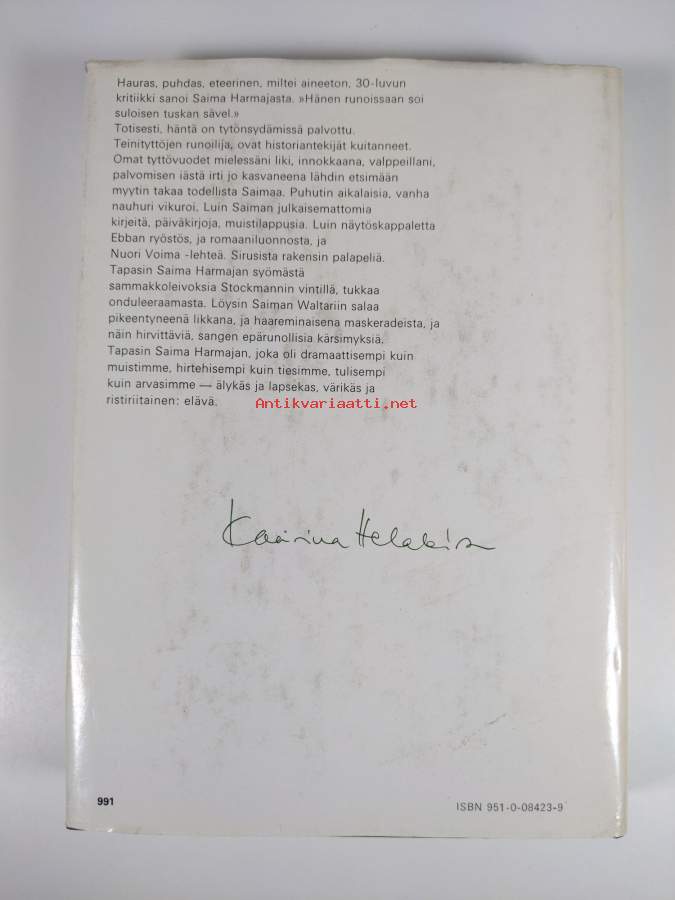 Hauras, puhdas, eteerinen, miltei aineeton, 30-luvun
kritiikki sanoi Saima Harmajasta. »Hänen runoissaan soi
suloisen tuskan sävel.»
Totisesti, häntä on tytönsydämissä palvottu.
Teinityttöjen runoilija, ovat historiantekijät kuitanneet.
Omat tyttövuodet mielessäni liki, innokkaana, valppeillani,
palvomisen iästä irti jo kasvaneena lähdin etsimään
myytin takaa todellista Saimaa. Puhutin aikalaisia, vanha
nauhuri vikuroi. Luin Saiman julkaisemattomia
kirjeitä, päiväkirjoja, muistilappusia. Luin näytöskappaletta
Ebban ryöstös, ja romaaniluonnosta, ja
Nuori Voima -lehteä. Sirusista rakensin palapeliä.
Tapasin Saima Harmajan syömästä
sammakkoleivoksia Stockmannin vintillä, tukkaa
onduleeraamasta. Löysin Saiman Waltariin salaa
pikeentyneenä likkana, ja haareminaisena maskeradeista, ja
näin hirvittäviä, sangen epärunollisia kärsimyksiä.
Tapasin Saima Harmajan, joka oli dramaattisempi kuin
muistimme, hirtehisempi kuin tiesimme, tulisempi
kuin arvasimme — älykäs ja lapsekas, värikäs ja
ristiriitainen: elävä.
Antikvariaatti.net
Kaarina Helakisa
991
ISBN 951-0-08423-9